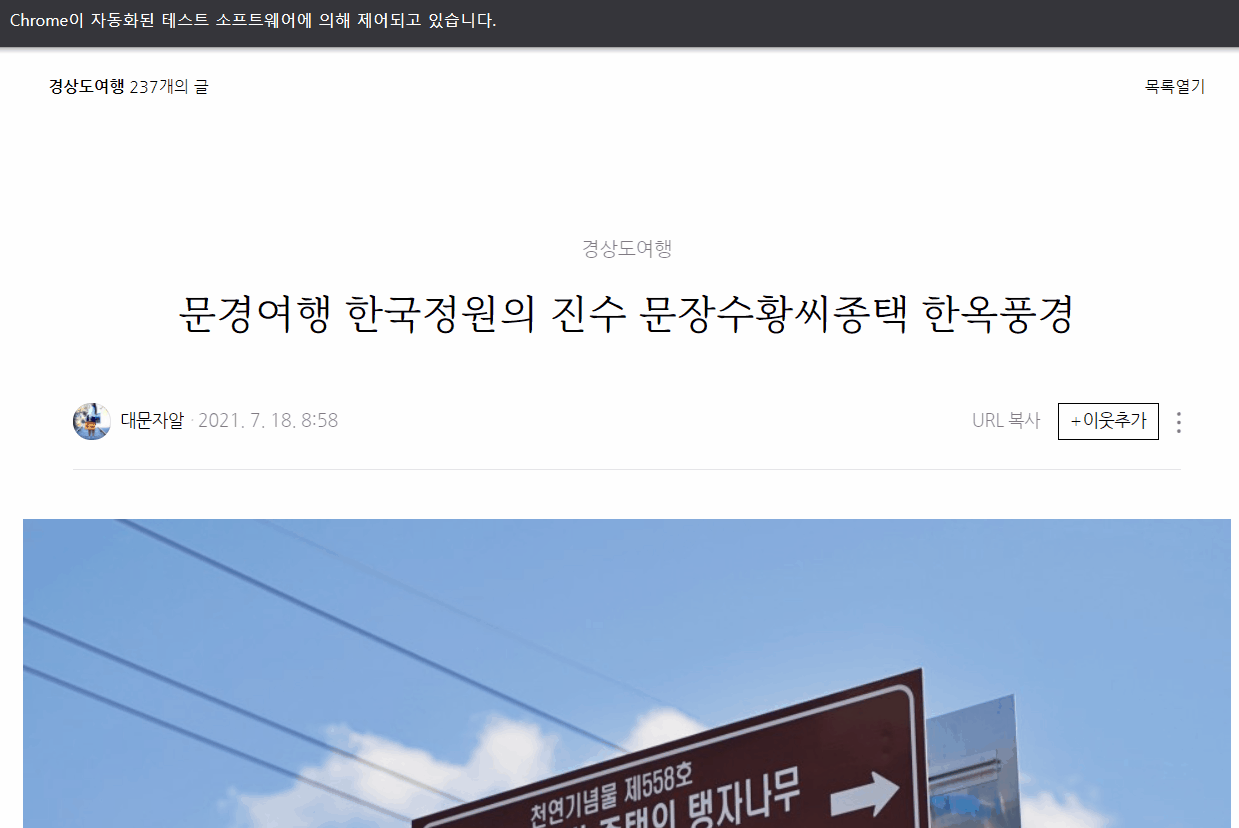 Chrome이 자동화된 테스트 소프트웨어에 의해 제어되고 있습니다.
경상도여행 237개의 글
목록열기
경상도여행
문경여행 한국정원의 진수 문장수황씨종택 한옥풍경
대문자알 · 2021. 7. 18. 8:58
URL 복사
+이웃추가
천연기념물 제558호
종택의 탱자나무